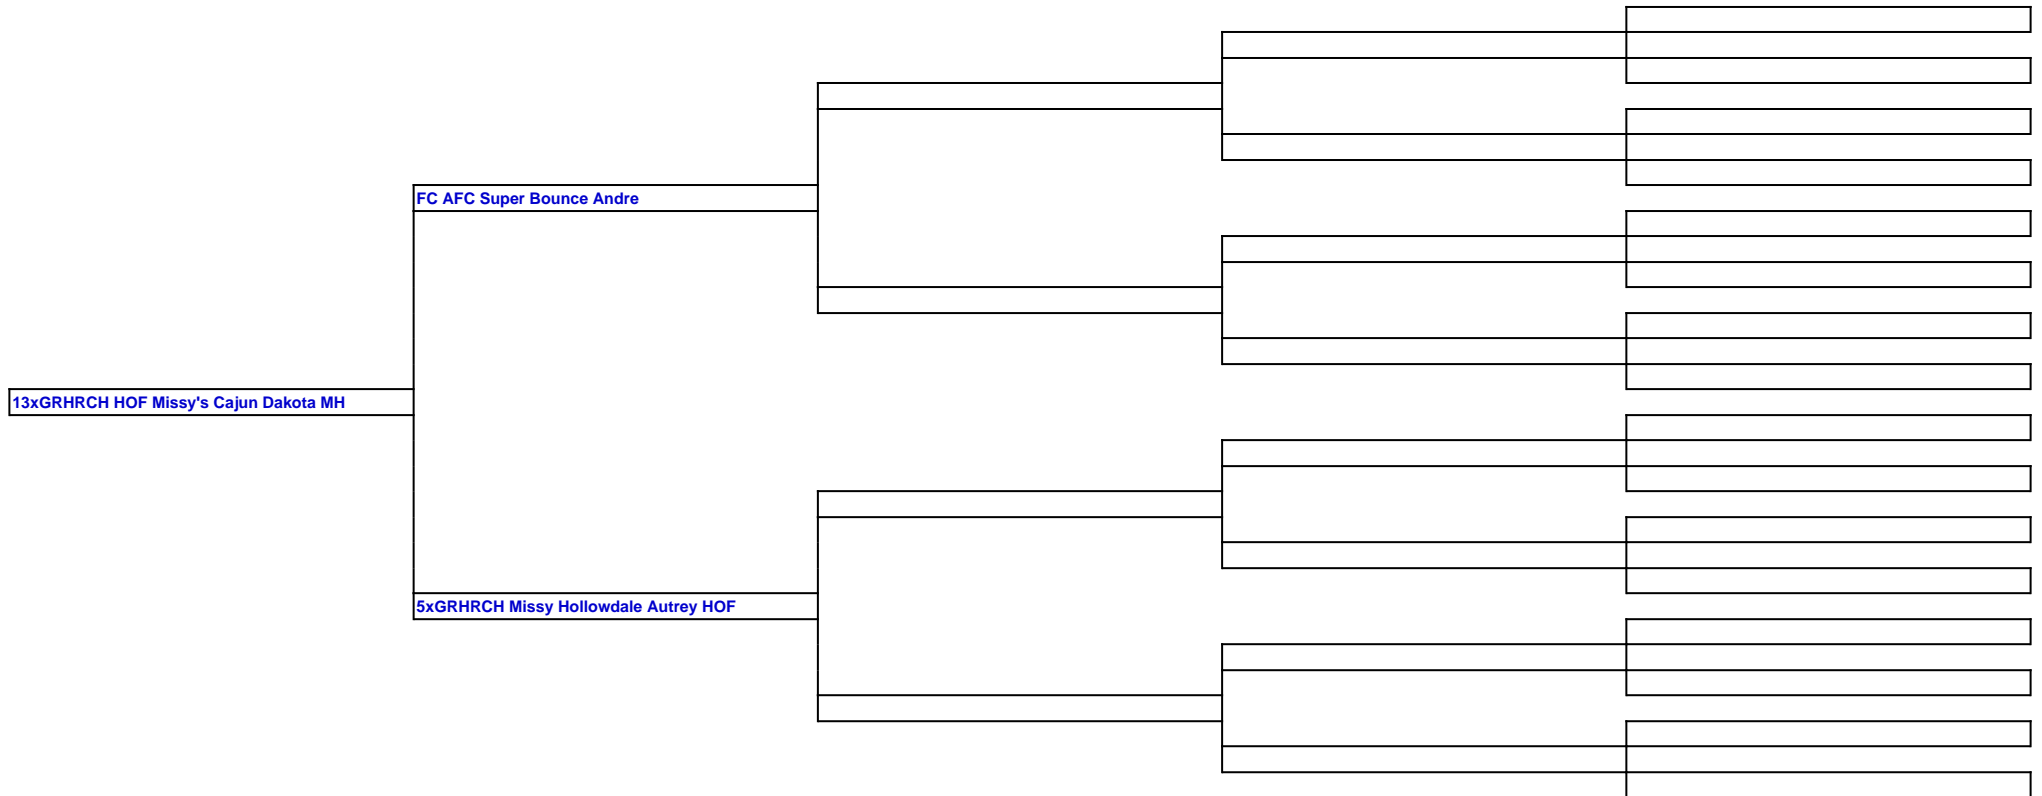 FC AFC Super Bounce Andre
13xGRHRCH HOF Missy's Cajun Dakota MH
5xGRHRCH Missy Hollowdale Autrey HOF